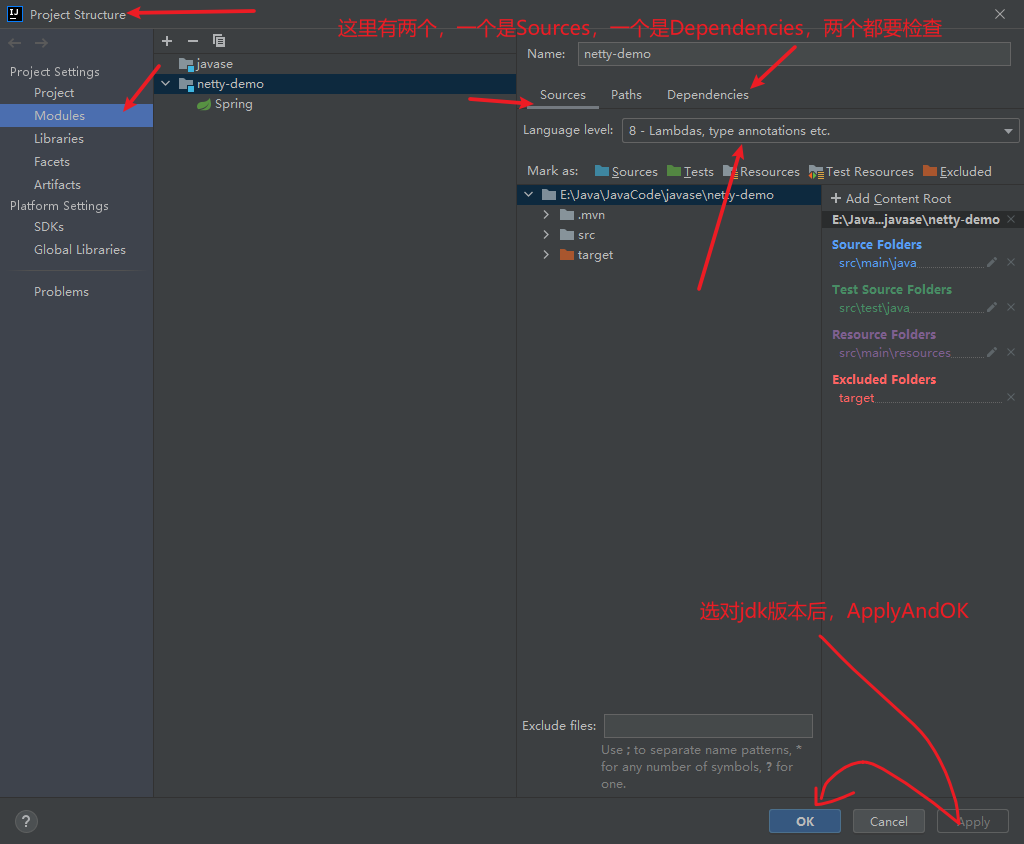 Project Structure
这里有两个，一个是Sources，一个是Dependencies，两个都要检查
Project Settings
Project
Modules
Libraries
Facets
Artifacts
Platform Settings
SDKs
Global Libraries
Problems
javase
netty-demo
Spring
Name: netty-demo
Sources Paths Dependencies
Language level: 8 - Lambdas, type annotations etc.
Mark as: Sources Tests Resources Test Resources Excluded
E:\Java\JavaCode\javase\netty-demo
.mvn
src
target
+ Add Content Root
E:\Java...javase\netty-demo
Source Folders
src\main\java
Test Source Folders
src\test\java
Resource Folders
src\main\resources
Excluded Folders
target
选对jdk版本后，ApplyAndOK
Exclude files:
Use ; to separate name patterns, *
for any number of symbols, ? for
one.
?
OK Cancel Apply